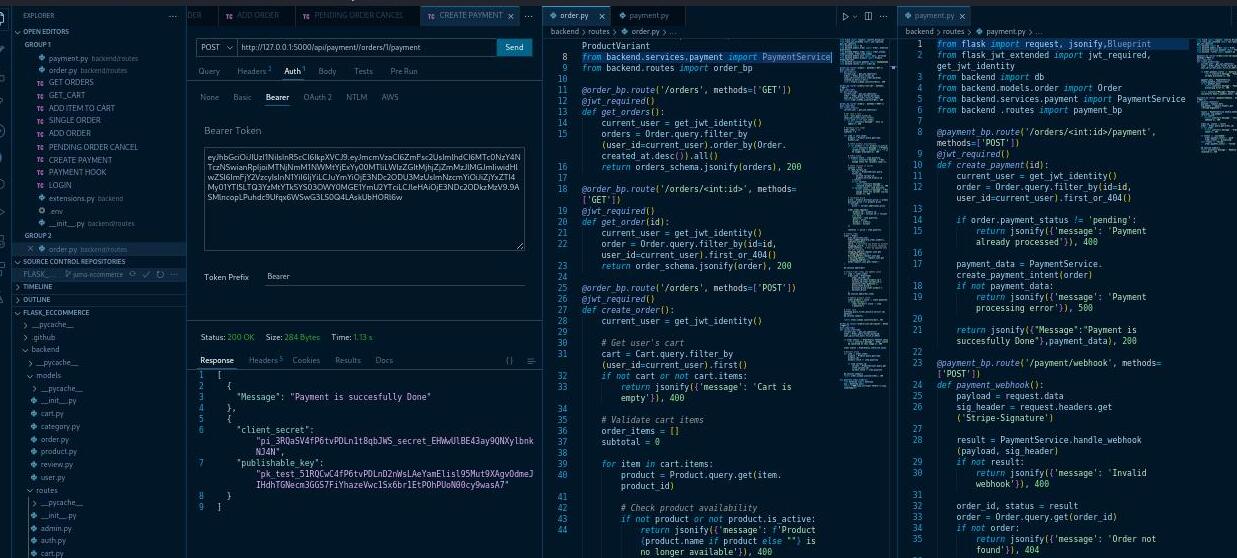 EXPLORER
OPEN EDITORS
GROUP 1
payment.py backend/routes
order.py backend/routes
GET ORDERS
GET_CART
ADD ITEM TO CART
SINGLE ORDER
ADD ORDER
PENDING ORDER CANCEL
CREATE PAYMENT
PAYMENT HOOK
LOGIN
extensions.py backend
.env
__init__.py backend/routes
GROUP 2
order.py backend/routes
SOURCE CONTROL REPOSITORIES
FLASK_...
TIMELINE
OUTLINE
FLASK_ECCOMMERCE
__pycache__
.github
backend
__pycache__
models
__pycache__
__init__.py
cart.py
category.py
order.py
product.py
review.py
user.py
routes
__pycache__
__init__.py
admin.py
auth.py
cart.py
DER
ADD ORDER
PENDING ORDER CANCEL
CREATE PAYMENT
POST
http://127.0.0.1:5000/api/payment//orders/1/payment
Send
Query Headers 2 Auth 1 Body Tests Pre Run
None Basic Bearer OAuth 2 NTLM AWS
Bearer Token
Token Prefix Bearer
Status: 200 OK Size: 284 Bytes Time: 1.13 s
Response Headers 5 Cookies Results Docs
1 [
2 {
3 "Message": "Payment is succesfully Done"
4 },
5 {
6 "client_secret":
7 "publishable_key":
8 }
9 ]
order.py payment.py
backend > routes > order.py > ...
ProductVariant
8 from backend.services.payment import PaymentService
9 from backend.routes import order_bp
10
11 @order_bp.route('/orders', methods=['GET'])
12 @jwt_required()
13 def get_orders():
14 current_user = get_jwt_identity()
15 orders = Order.query.filter_by
(user_id=current_user).order_by(Order.
created_at.desc()).all()
16 return orders_schema.jsonify(orders), 200
17
18 @order_bp.route('/orders/<int:id>', methods=
['GET'])
19 @jwt_required()
20 def get_order(id):
21 current_user = get_jwt_identity()
22 order = Order.query.filter_by(id=id,
user_id=current_user).first_or_404()
23 return order_schema.jsonify(order), 200
24
25 @order_bp.route('/orders', methods=['POST'])
26 @jwt_required()
27 def create_order():
28 current_user = get_jwt_identity()
29
30 # Get user's cart
31 cart = Cart.query.filter_by
(user_id=current_user).first()
32 if not cart or not cart.items:
33 return jsonify({'message': 'Cart is
empty'}), 400
34
35 # Validate cart items
36 order_items = []
37 subtotal = 0
38
39 for item in cart.items:
40 product = Product.query.get(item.
product_id)
41
42 # Check product availability
43 if not product or not product.is_active:
44 return jsonify({'message': f'Product
{product.name if product else ""} is
no longer available'}), 400
payment.py
backend > routes > payment.py > ...
1 from flask import request, jsonify,Blueprint
2 from flask_jwt_extended import jwt_required,
get_jwt_identity
3 from backend import db
4 from backend.models.order import Order
5 from backend.services.payment import PaymentService
6 from backend .routes import payment_bp
7
8 @payment_bp.route('/orders/<int:id>/payment',
methods=['POST'])
9 @jwt_required()
10 def create_payment(id):
11 current_user = get_jwt_identity()
12 order = Order.query.filter_by(id=id,
user_id=current_user).first_or_404()
13
14 if order.payment_status != 'pending':
15 return jsonify({'message': 'Payment
already processed'}), 400
16
17 payment_data = PaymentService.
create_payment_intent(order)
18 if not payment_data:
19 return jsonify({'message': 'Payment
processing error'}), 500
20
21 return jsonify({"Message":"Payment is
succesfully Done"},payment_data), 200
22
23 @payment_bp.route('/payment/webhook', methods=
['POST'])
24 def payment_webhook():
25 payload = request.data
26 sig_header = request.headers.get
('Stripe-Signature')
27
28 result = PaymentService.handle_webhook
(payload, sig_header)
29 if not result:
30 return jsonify({'message': 'Invalid
webhook'}), 400
31
32 order_id, status = result
33 order = Order.query.get(order_id)
34 if not order:
35 return jsonify({'message': 'Order not
found'}), 404